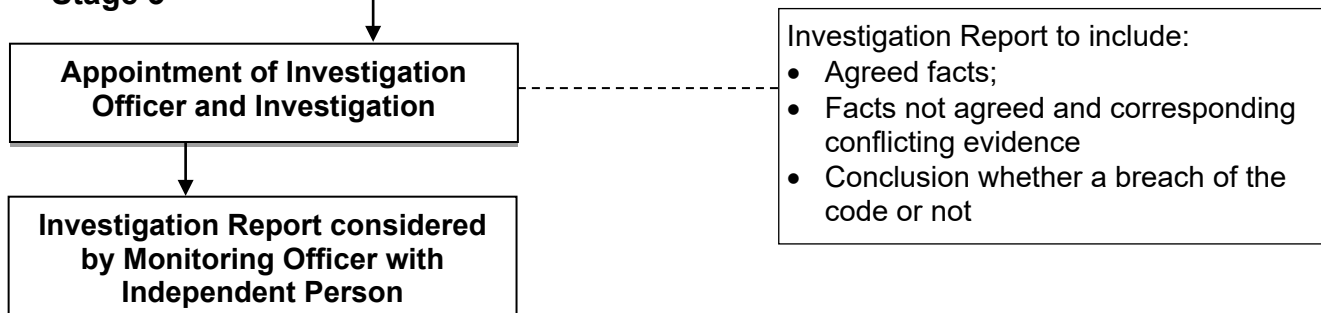 Appointment of Investigation
Officer and Investigation
Investigation Report to include:
• Agreed facts;
• Facts not agreed and corresponding
conflicting evidence
• Conclusion whether a breach of the
code or not
Investigation Report considered
by Monitoring Officer with
Independent Person